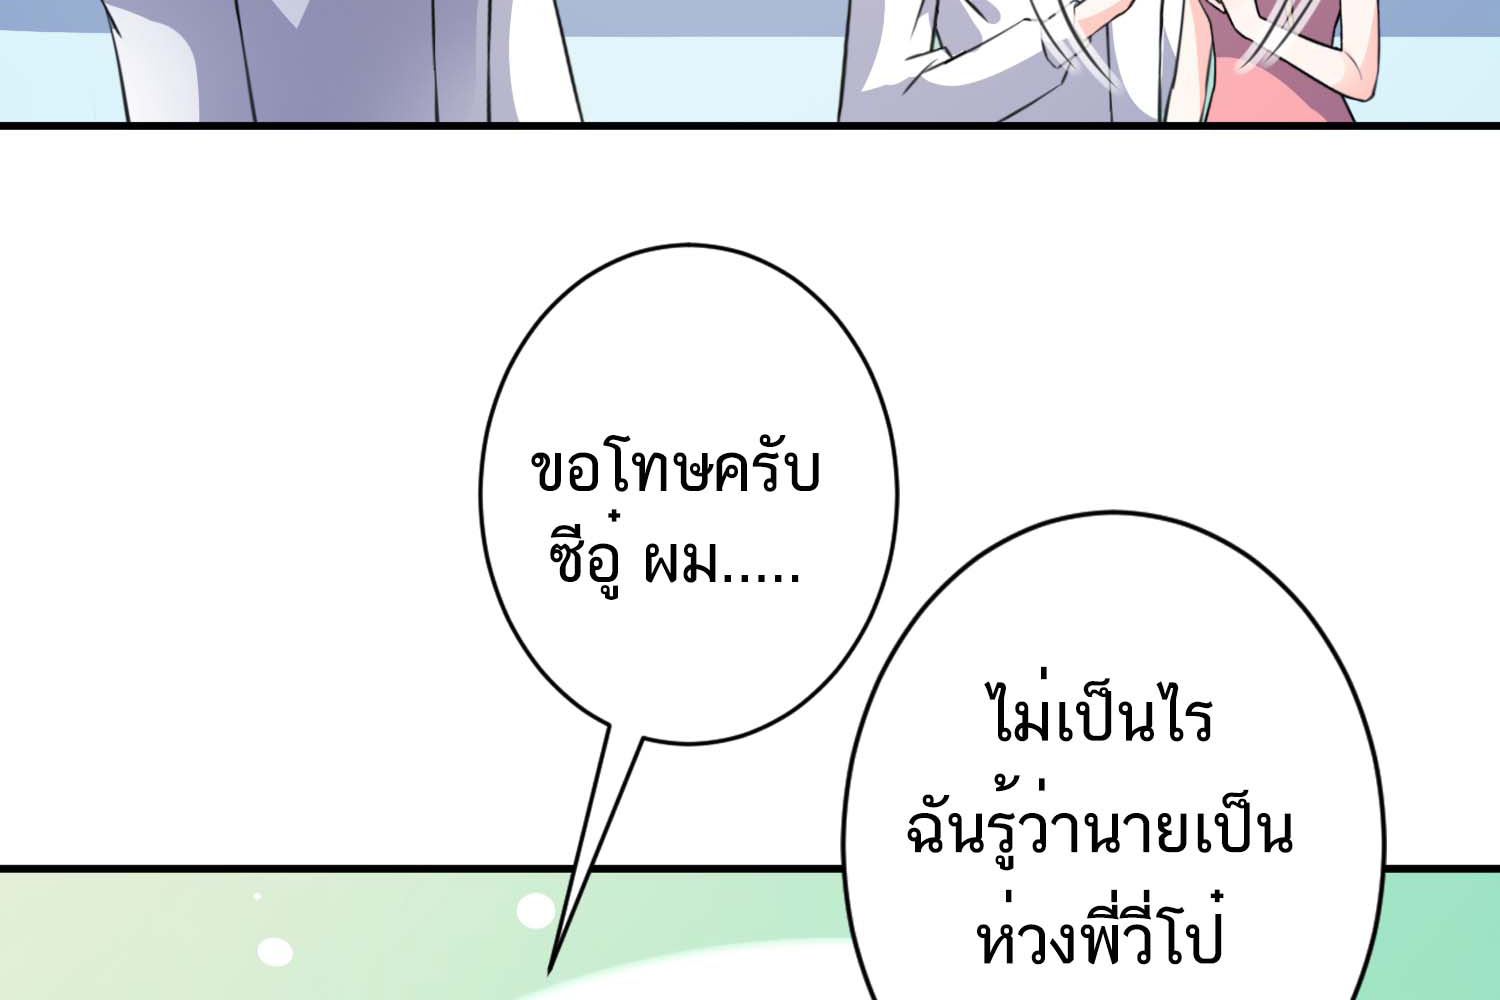 ขอโทษครับ
ซีอู๋ ผม.....
ไม่เป็นไร
ฉันรู้ว่านายเป็น
ห่วงพี่วี่โป๋